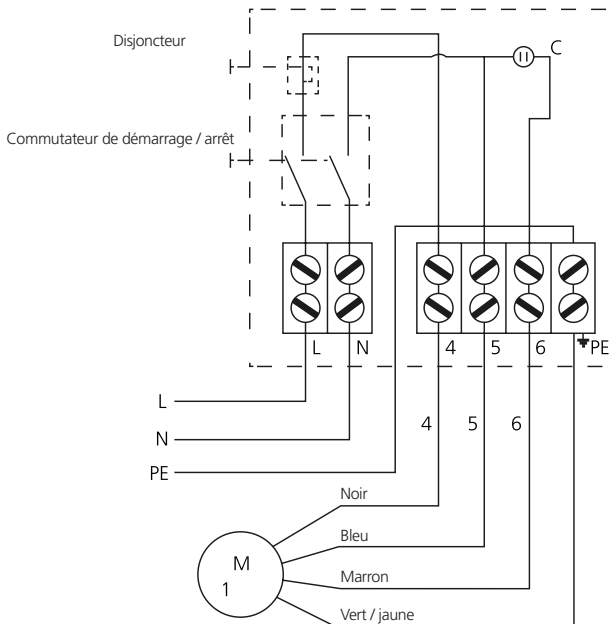 Disjoncteur
C
Commutateur de démarrage / arrêt
L N 4 5 6 PE
L
4 5 6
N
PE
Noir
Bleu
M
1
Marron
Vert / jaune